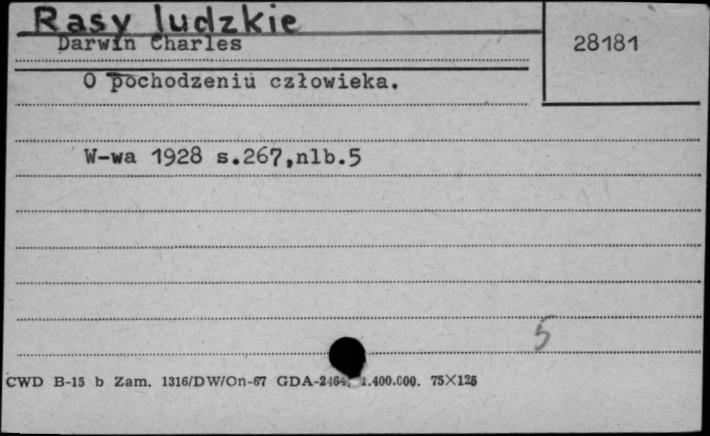 Rasy ludzkie
Darwin Charles
28181
O pochodzeniu człowieka.
W-wa 1928 s.267,nlb.5
5
CWD B-15 b Zam. 1316/DW/On-67 GDA-2464. 1.400.000. 75X125